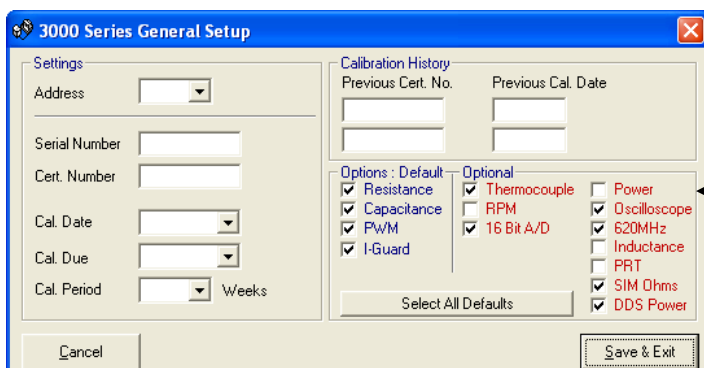 3000 Series General Setup
Settings
Address
Serial Number
Cert. Number
Cal. Date
Cal. Due
Cal. Period
Weeks
Calibration History
Previous Cert. No.
Previous Cal. Date
Options : Default
Resistance
Capacitance
PWM
I-Guard
Optional
Thermocouple
RPM
16 Bit A/D
Power
Oscilloscope
620MHz
Inductance
PRT
SIM Ohms
DDS Power
Select All Defaults
Cancel
Save & Exit